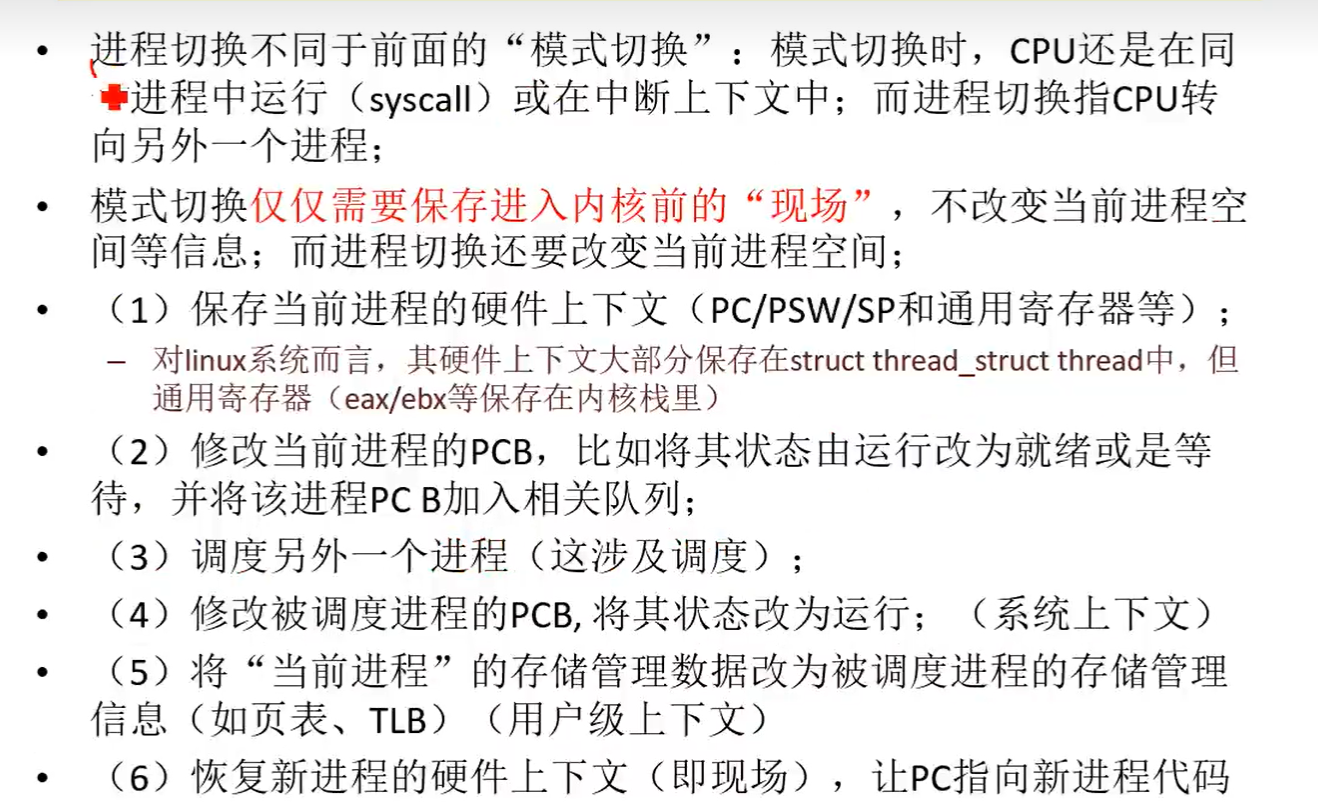 • 进程切换不同于前面的“模式切换”：模式切换时，CPU还是在同
进程中运行（syscall）或在中断上下文中；而进程切换指CPU转
向另外一个进程；
• 模式切换仅仅需要保存进入内核前的“现场”，不改变当前进程空
间等信息；而进程切换还要改变当前进程空间；
• （1）保存当前进程的硬件上下文（PC/PSW/SP和通用寄存器等）；
– 对linux系统而言，其硬件上下文大部分保存在struct thread_struct thread中，但
通用寄存器（eax/ebx等保存在内核栈里）
• （2）修改当前进程的PCB，比如将其状态由运行改为就绪或是等
待，并将该进程PC B加入相关队列；
• （3）调度另外一个进程（这涉及调度）；
• （4）修改被调度进程的PCB, 将其状态改为运行；（系统上下文）
• （5）将“当前进程”的存储管理数据改为被调度进程的存储管理
信息（如页表、TLB）（用户级上下文）
• （6）恢复新进程的硬件上下文（即现场），让PC指向新进程代码